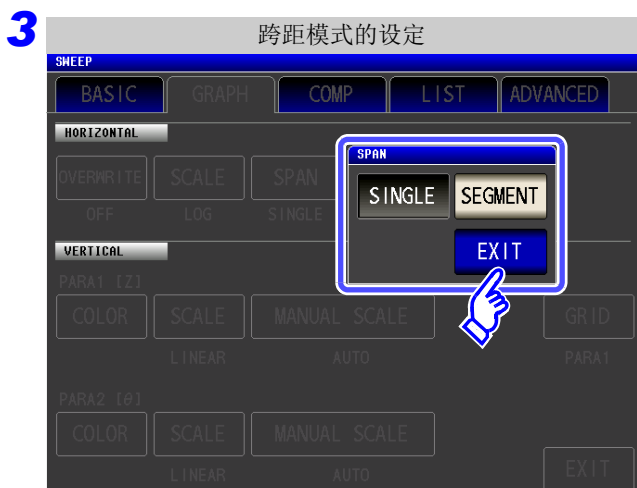 3
跨距模式的设定
SWEEP
BASIC GRAPH COMP LIST ADVANCED
HORIZONTAL
SPAN
OVERWRITE SCALE SPAN SINGLE SEGMENT
OFF LOG SINGLE
EXIT
VERTICAL
PARA1 [Z]
COLOR SCALE MANUAL SCALE GRID
LINEAR AUTO PARA1
PARA2 [θ]
COLOR SCALE MANUAL SCALE
EXIT
LINEAR AUTO